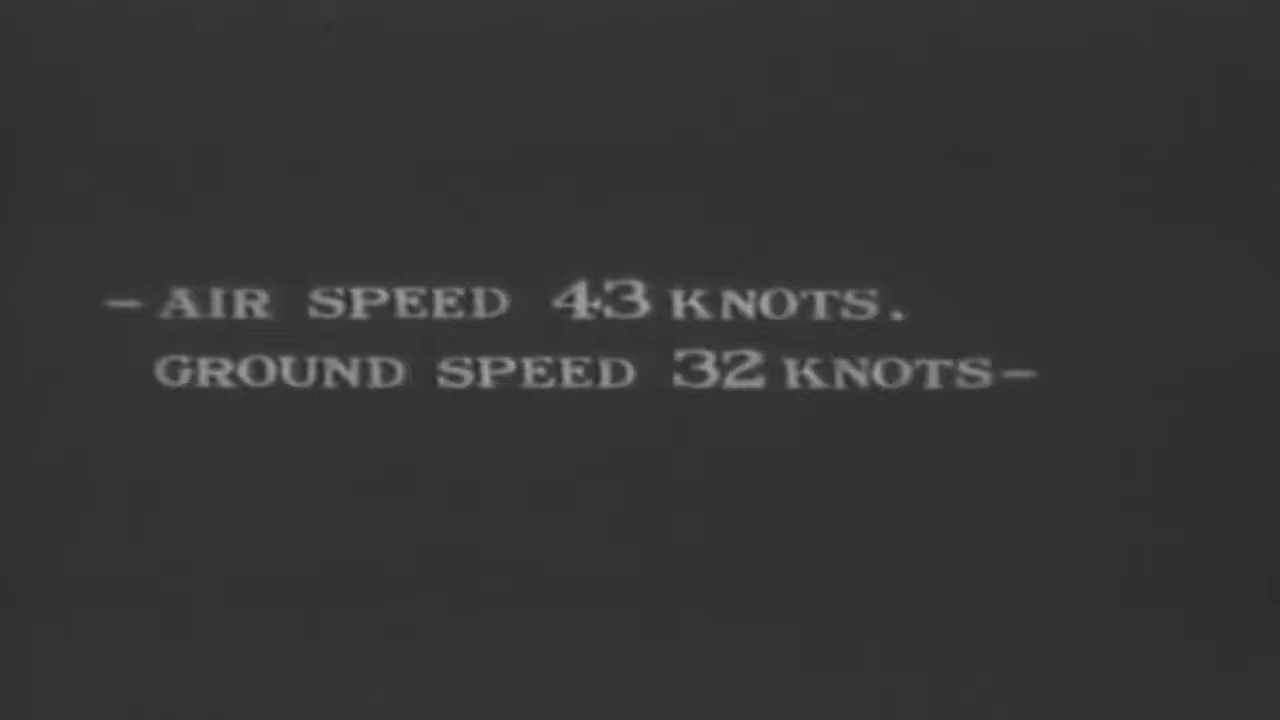 —AIR SPEED 43 KNOTS.
GROUND SPEED 32 KNOTS—